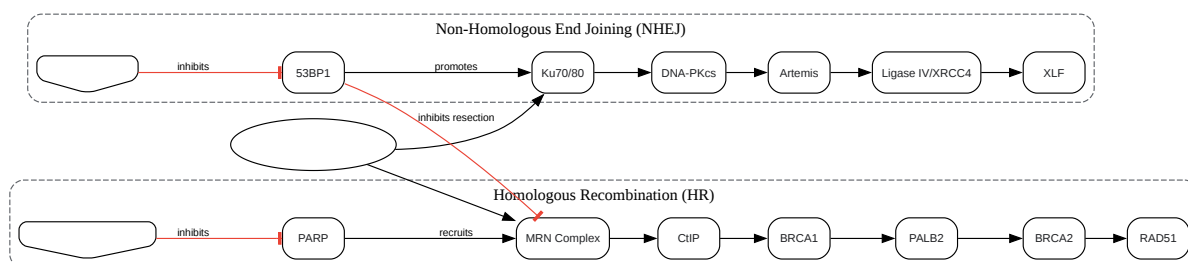 Non-Homologous End Joining (NHEJ)
inhibits
53BP1
promotes
Ku70/80
DNA-PKcs
Artemis
Ligase IV/XRCC4
XLF
inhibits resection
Homologous Recombination (HR)
inhibits
PARP
recruits
MRN Complex
CtIP
BRCA1
PALB2
BRCA2
RAD51